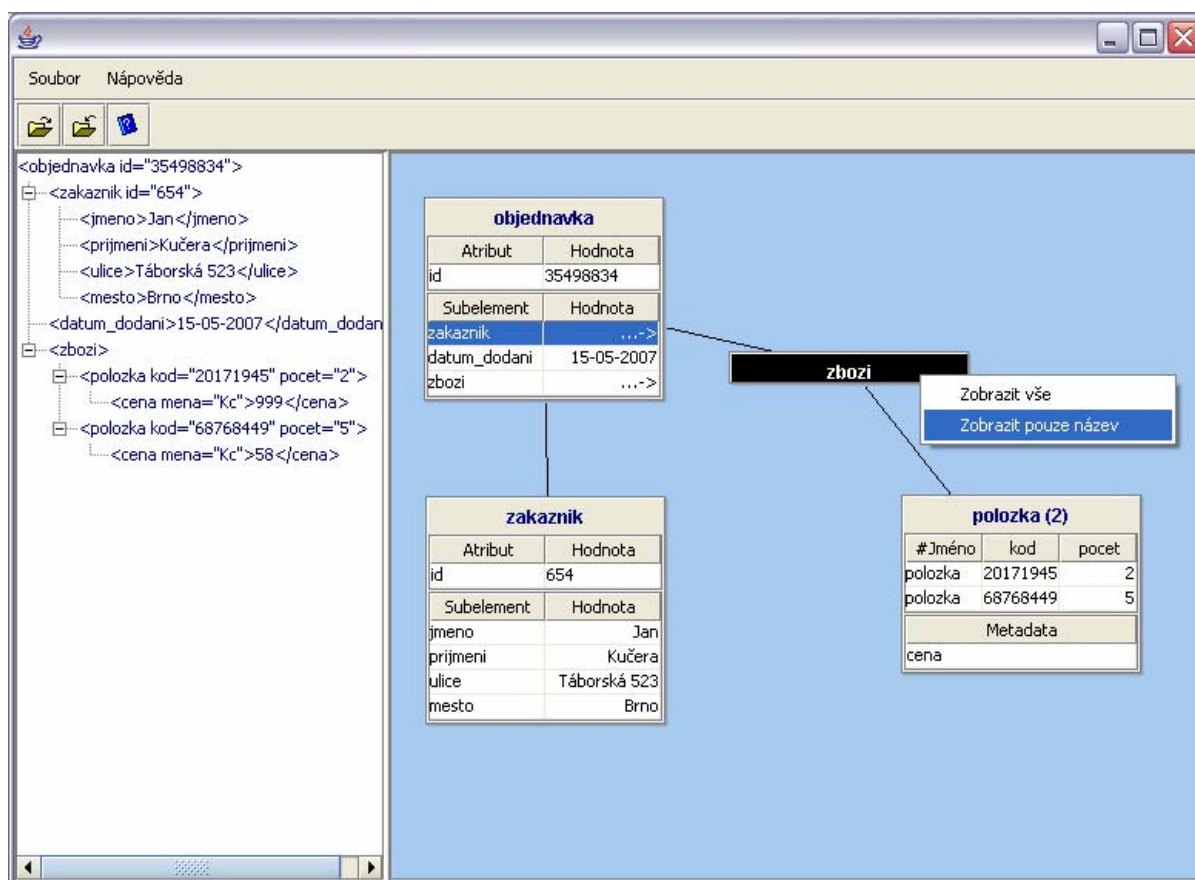 Soubor Nápověda
<objednavka id="35498834">
<zakaznik id="654">
<jmeno>Jan</jmeno>
<prijmeni>Kučera</prijmeni>
<ulice>Táborská 523</ulice>
<mesto>Brno</mesto>
<datum_dodani>15-05-2007</datum_dodan
<zbozi>
<polozka kod="20171945" pocet="2">
<cena mena="Kc">999</cena>
<polozka kod="68768449" pocet="5">
<cena mena="Kc">58</cena>
objednavka
Atribut Hodnota
id 35498834
Subelement Hodnota
zakaznik ...->
datum_dodani 15-05-2007
zbozi ...->
zbozi
Zobrazit vše
Zobrazit pouze název
zakaznik
Atribut Hodnota
id 654
Subelement Hodnota
jmeno Jan
prijmeni Kučera
ulice Táborská 523
mesto Brno
polozka (2)
#Jméno kod pocet
polozka 20171945 2
polozka 68768449 5
Metadata
cena